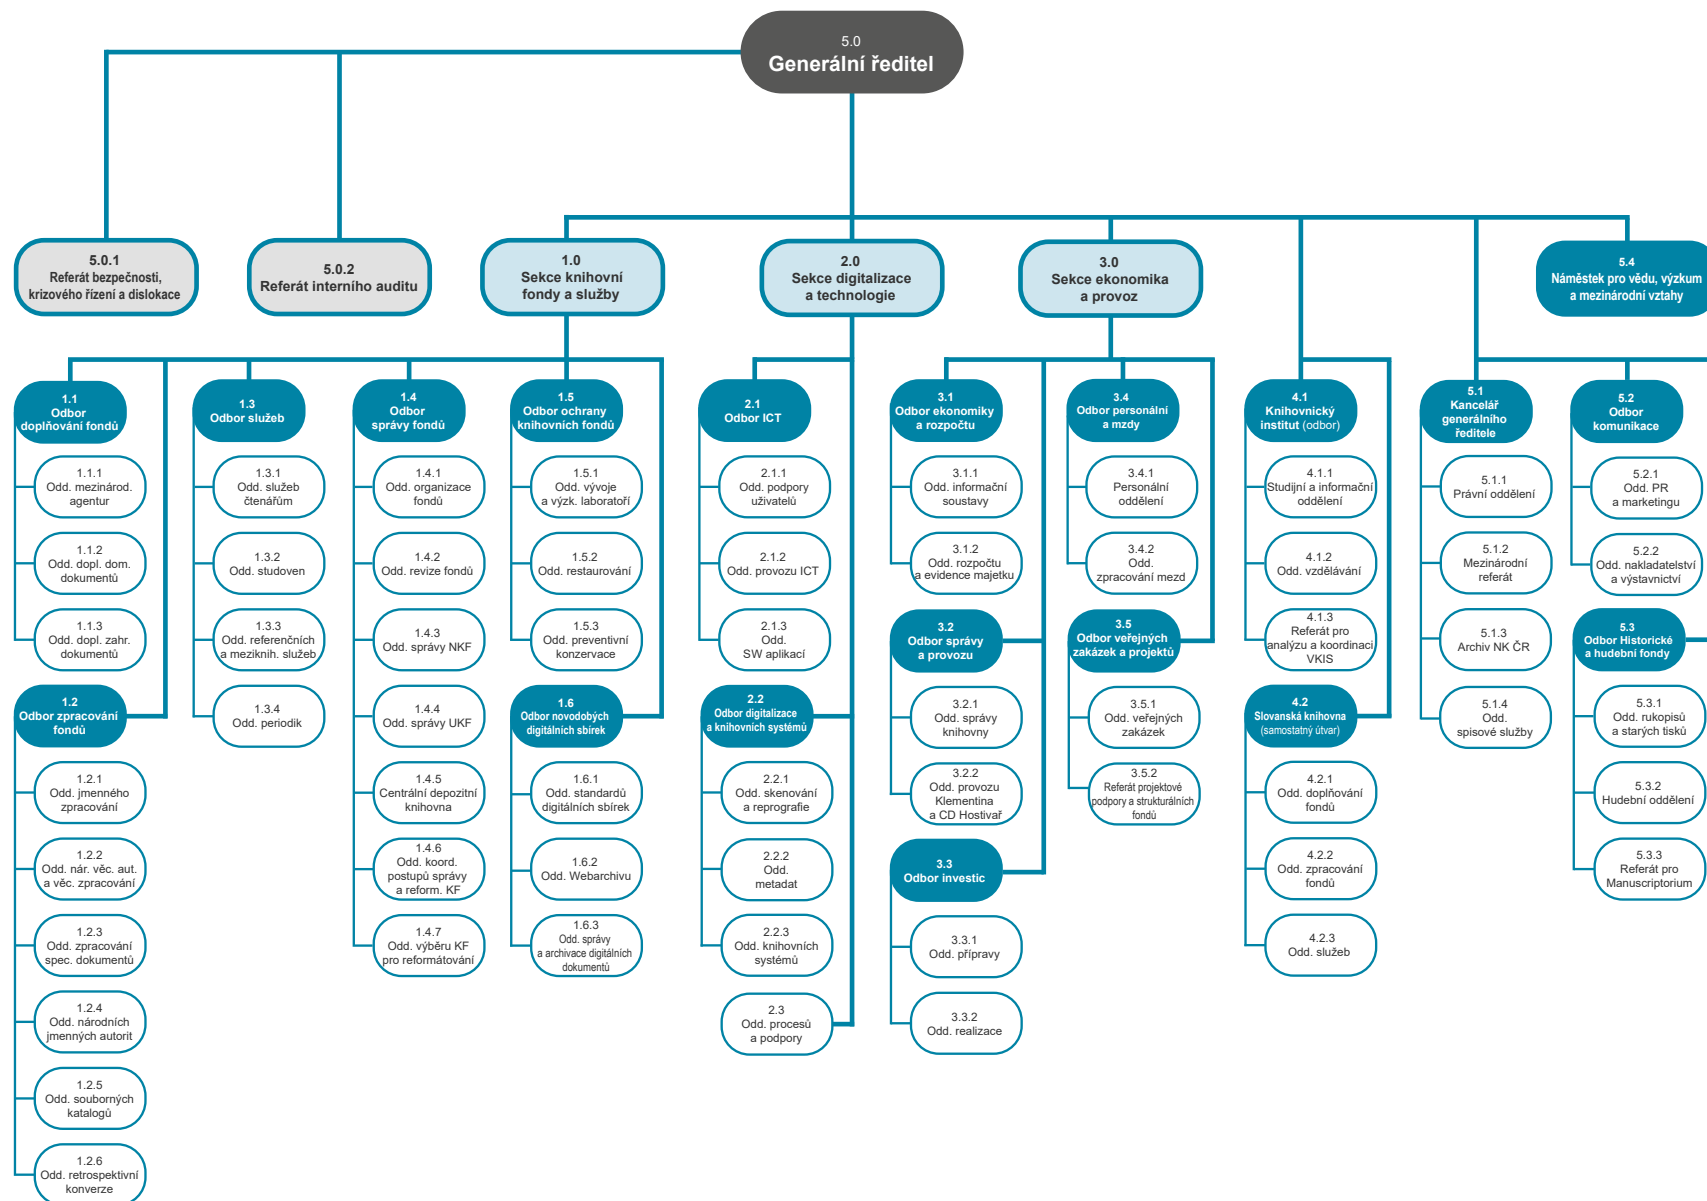 5.0
Generální ředitel
5.0.1
Referát bezpečnosti,
krizového řízení a dislokace
5.0.2
Referát interního auditu
1.0
Sekce knihovní
fondy a služby
2.0
Sekce digitalizace
a technologie
3.0
Sekce ekonomika
a provoz
5.4
Náměstek pro vědu, výzkum
a mezinárodní vztahy
1.1
Odbor
doplňování fondů
1.1.1
Odd. mezinárod.
agentur
1.1.2
Odd. dopl. dom.
dokumentů
1.1.3
Odd. dopl. zahr.
dokumentů
1.2
Odbor zpracování
fondů
1.2.1
Odd. jmenného
zpracování
1.2.2
Odd. nár. věc. aut.
a věc. zpracování
1.2.3
Odd. zpracování
spec. dokumentů
1.2.4
Odd. národních
jmenných autorit
1.2.5
Odd. souborných
katalogů
1.2.6
Odd. retrospektivní
konverze
1.3
Odbor služeb
1.3.1
Odd. služeb
čtenářům
1.3.2
Odd. studoven
1.3.3
Odd. referenčních
a meziknih. služeb
1.3.4
Odd. periodik
1.4
Odbor
správy fondů
1.4.1
Odd. organizace
fondů
1.4.2
Odd. revize fondů
1.4.3
Odd. správy NKF
1.4.4
Odd. správy UKF
1.4.5
Centrální depozitní
knihovna
1.4.6
Odd. koord.
postupů správy
a reform. KF
1.4.7
Odd. výběru KF
pro reformátování
1.5
Odbor ochrany
knihovních fondů
1.5.1
Odd. vývoje
a výzk. laboratoří
1.5.2
Odd. restaurování
1.5.3
Odd. preventivní
konzervace
1.6
Odbor novodobých
digitálních sbírek
1.6.1
Odd. standardů
digitálních sbírek
1.6.2
Odd. Webarchivu
1.6.3
Odd. správy
a archivace digitálních
dokumentů
2.1
Odbor ICT
2.1.1
Odd. podpory
uživatelů
2.1.2
Odd. provozu ICT
2.1.3
Odd.
SW aplikací
2.2
Odbor digitalizace
a knihovních systémů
2.2.1
Odd. skenování
a reprografie
2.2.2
Odd.
metadat
2.2.3
Odd. knihovních
systémů
2.3
Odd. procesů
a podpory
3.1
Odbor ekonomiky
a rozpočtu
3.1.1
Odd. informační
soustavy
3.1.2
Odd. rozpočtu
a evidence majetku
3.2
Odbor správy
a provozu
3.2.1
Odd. správy
knihovny
3.2.2
Odd. provozu
Klementina
a CD Hostivař
3.3
Odbor investic
3.3.1
Odd. přípravy
3.3.2
Odd. realizace
3.4
Odbor personální
a mzdy
3.4.1
Personální
oddělení
3.4.2
Odd.
zpracování mezd
3.5
Odbor veřejných
zakázek a projektů
3.5.1
Odd. veřejných
zakázek
3.5.2
Referát projektové
podpory a strukturálních
fondů
4.1
Knihovnický
institut (odbor)
4.1.1
Studijní a informační
oddělení
4.1.2
Odd. vzdělávání
4.1.3
Referát pro
analýzu a koordinaci
VKIS
4.2
Slovanská knihovna
(samostatný útvar)
4.2.1
Odd. doplňování
fondů
4.2.2
Odd. zpracování
fondů
4.2.3
Odd. služeb
5.1
Kancelář
generálního
ředitele
5.1.1
Právní oddělení
5.1.2
Mezinárodní
referát
5.1.3
Archiv NK ČR
5.1.4
Odd.
spisové služby
5.2
Odbor
komunikace
5.2.1
Odd. PR
a marketingu
5.2.2
Odd. nakladatelství
a výstavnictví
5.3
Odbor Historické
a hudební fondy
5.3.1
Odd. rukopisů
a starých tisků
5.3.2
Hudební oddělení
5.3.3
Referát pro
Manuscriptorium